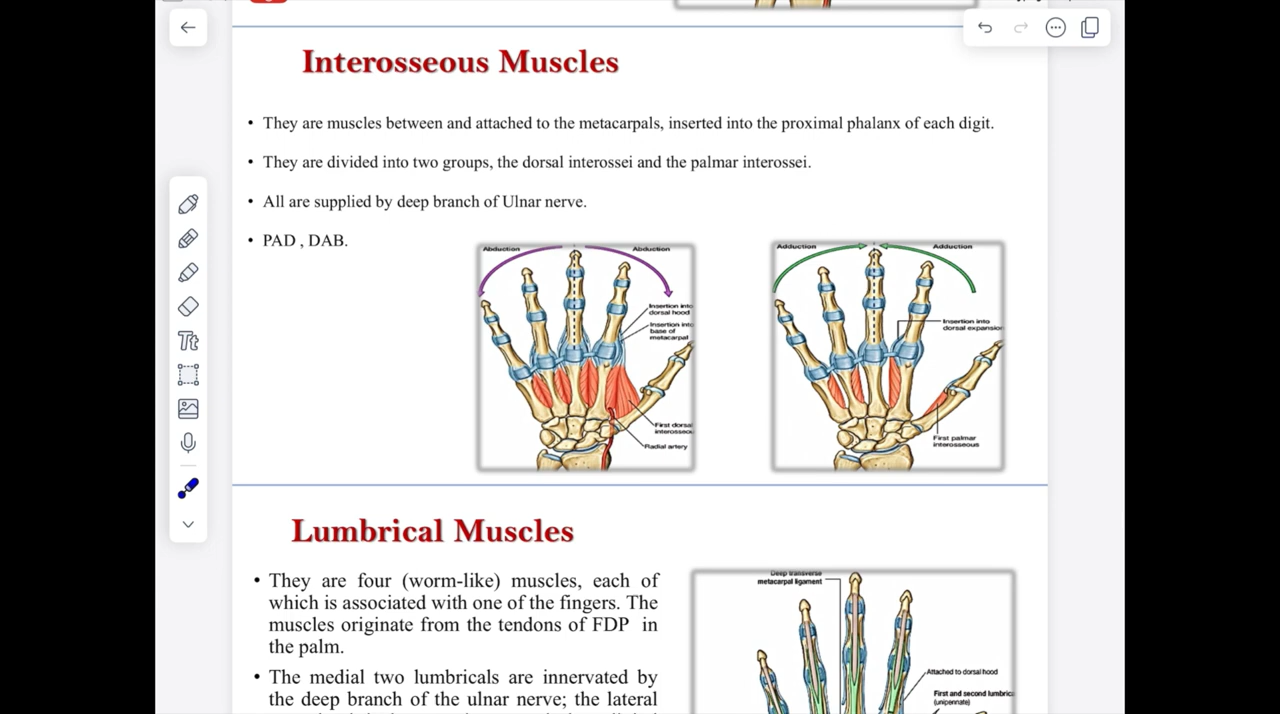 Interosseous Muscles
• They are muscles between and attached to the metacarpals, inserted into the proximal phalanx of each digit.
• They are divided into two groups, the dorsal interossei and the palmar interossei.
• All are supplied by deep branch of Ulnar nerve.
• PAD , DAB.
Abduction
Abduction
Insertion into
dorsal hood
Insertion into
base of
metacarpal
First dorsal
interosseou
Radial artery
Adduction
Adduction
Insertion into
dorsal expansion
First palmar
interosseous
Tt
Lumbrical Muscles
• They are four (worm-like) muscles, each of
which is associated with one of the fingers. The
muscles originate from the tendons of FDP in
the palm.
• The medial two lumbricals are innervated by
the deep branch of the ulnar nerve; the lateral
Deep transverse
metacarpal ligament
Attached to dorsal hood
First and second lumbrica
(unipennate)